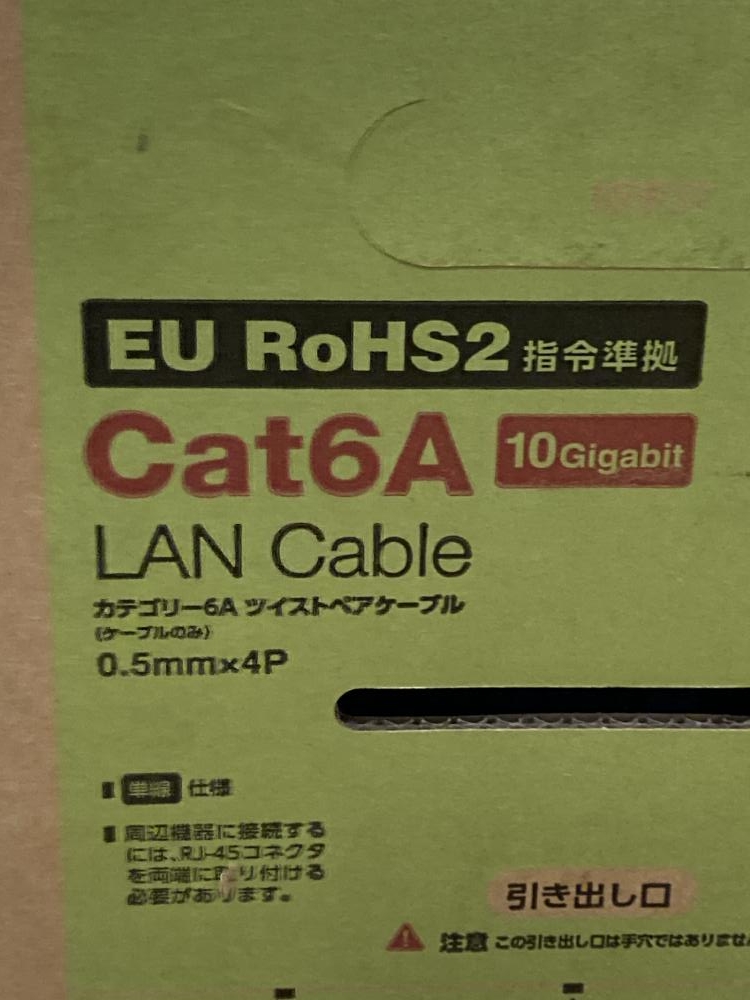 EU RoHS2 指令準拠
Cat6A 10Gigabit
LAN Cable
カテゴリー6A ツイストペアケーブル
(ケーブルのみ)
0.5mm×4P
単線 仕様
周辺機器に接続する
には、RJ-45コネクタ
を両端に取り付ける
必要があります。
引き出し口
注意 この引き出し口は手穴ではありませ